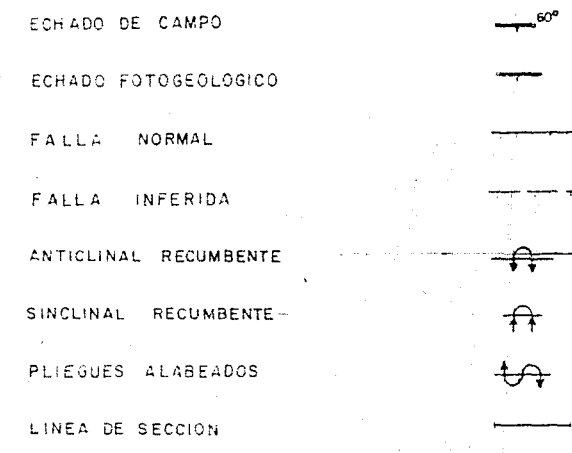 ECHADO DE CAMPO 60°
ECHADO FOTOGEOLOGICO
FALLA NORMAL
FALLA INFERIDA
ANTICLINAL RECUMBENTE
SINCLINAL RECUMBENTE
PLIEGUES ALABEADOS
LINEA DE SECCION